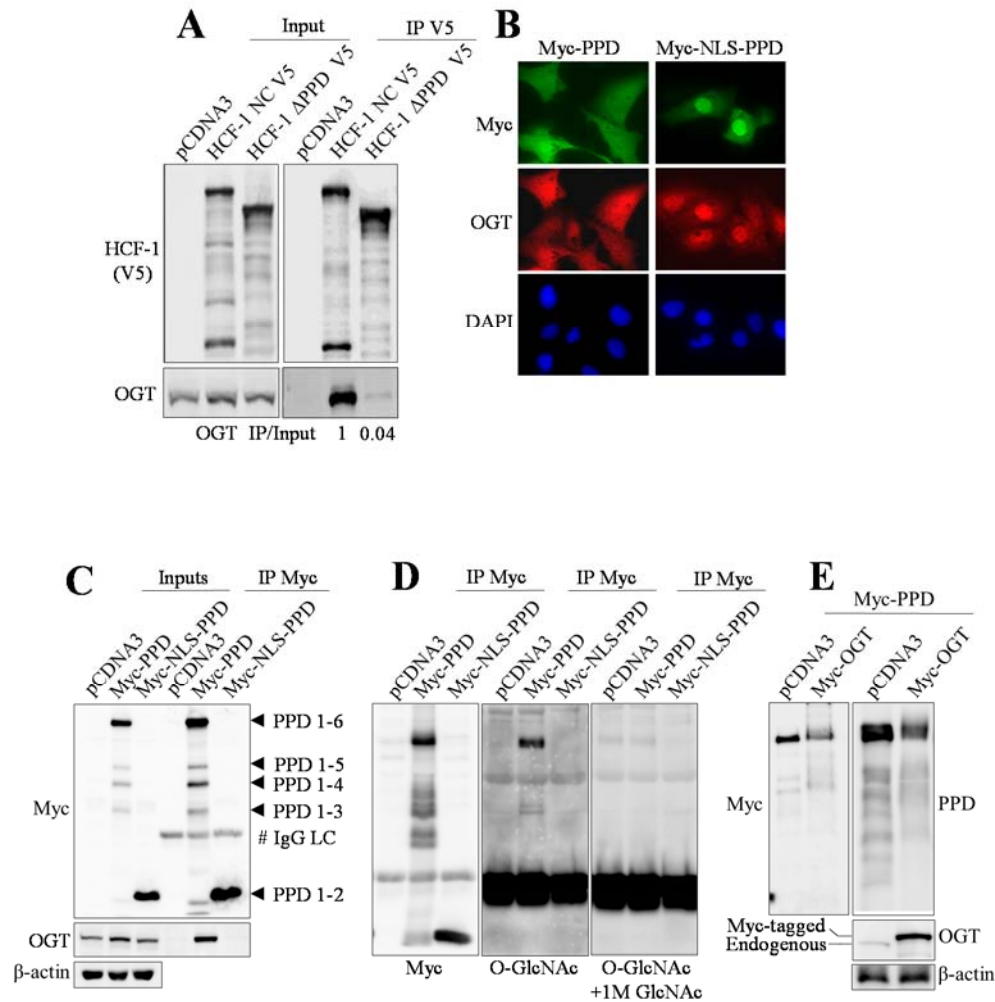 A
Input
IP V5
pCDNA3
HCF-1 NC V5
HCF-1 ΔPPD V5
pCDNA3
HCF-1 NC V5
HCF-1 ΔPPD V5
HCF-1
(V5)
OGT
OGT IP/Input 1 0.04
B
Myc-PPD
Myc-NLS-PPD
Myc
OGT
DAPI
C
Inputs
IP Myc
pCDNA3
Myc-PPD
Myc-NLS-PPD
pCDNA3
Myc-PPD
Myc-NLS-PPD
Myc
PPD 1-6
PPD 1-5
PPD 1-4
PPD 1-3
# IgG LC
PPD 1-2
OGT
β-actin
D
IP Myc
IP Myc
IP Myc
pCDNA3
Myc-PPD
Myc-NLS-PPD
pCDNA3
Myc-PPD
Myc-NLS-PPD
pCDNA3
Myc-PPD
Myc-NLS-PPD
Myc
O-GlcNAc
O-GlcNAc
+1M GlcNAc
E
Myc-PPD
pCDNA3
Myc-OGT
pCDNA3
Myc-OGT
Myc
PPD
Myc-tagged
Endogenous
OGT
β-actin